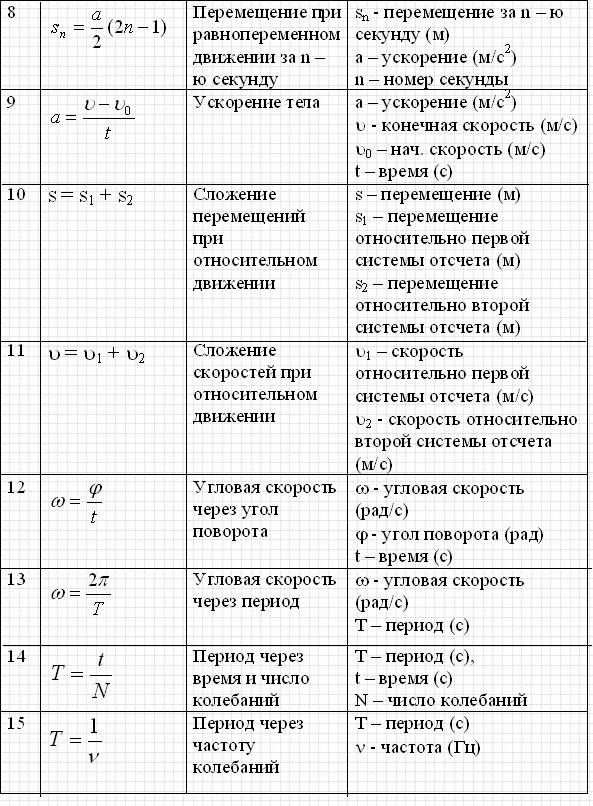 8
sₙ = a/2 (2n − 1)
Перемещение при
равнопеременном
движении за n –
ю секунду
sₙ - перемещение за n – ю
секунду (м)
a – ускорение (м/с²)
n – номер секунды
9
a = (υ − υ₀)/t
Ускорение тела
a – ускорение (м/с²)
υ - конечная скорость (м/с)
υ₀ – нач. скорость (м/с)
t – время (с)
10
s = s₁ + s₂
Сложение
перемещений
при
относительном
движении
s – перемещение (м)
s₁ – перемещение
относительно первой
системы отсчета (м)
s₂ – перемещение
относительно второй
системы отсчета (м)
11
υ = υ₁ + υ₂
Сложение
скоростей при
относительном
движении
υ₁ – скорость
относительно первой
системы отсчета (м/с)
υ₂ - скорость относительно
второй системы отсчета
(м/с)
12
ω = φ/t
Угловая скорость
через угол
поворота
ω - угловая скорость
(рад/с)
φ - угол поворота (рад)
t – время (с)
13
ω = 2π/T
Угловая скорость
через период
ω - угловая скорость
(рад/с)
T – период (с)
14
T = t/N
Период через
время и число
колебаний
T – период (с),
t – время (с)
N – число колебаний
15
T = 1/ν
Период через
частоту
колебаний
T – период (с)
ν - частота (Гц)